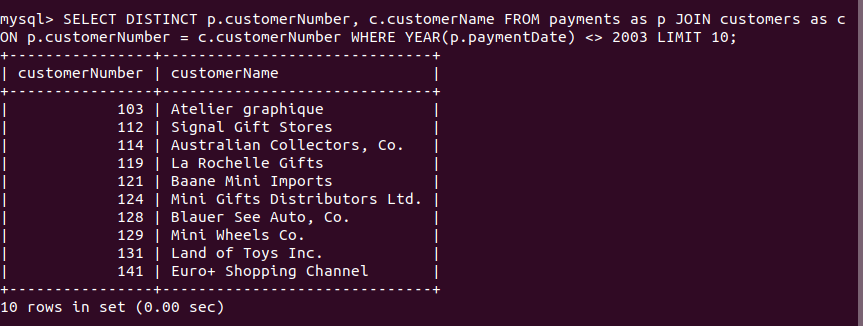 mysql> SELECT DISTINCT p.customerNumber, c.customerName FROM payments as p JOIN customers as c
ON p.customerNumber = c.customerNumber WHERE YEAR(p.paymentDate) <> 2003 LIMIT 10;
+----------------+------------------------------+
| customerNumber | customerName                 |
+----------------+------------------------------+
|            103 | Atelier graphique            |
|            112 | Signal Gift Stores           |
|            114 | Australian Collectors, Co.   |
|            119 | La Rochelle Gifts            |
|            121 | Baane Mini Imports           |
|            124 | Mini Gifts Distributors Ltd. |
|            128 | Blauer See Auto, Co.         |
|            129 | Mini Wheels Co.              |
|            131 | Land of Toys Inc.            |
|            141 | Euro+ Shopping Channel       |
+----------------+------------------------------+
10 rows in set (0.00 sec)